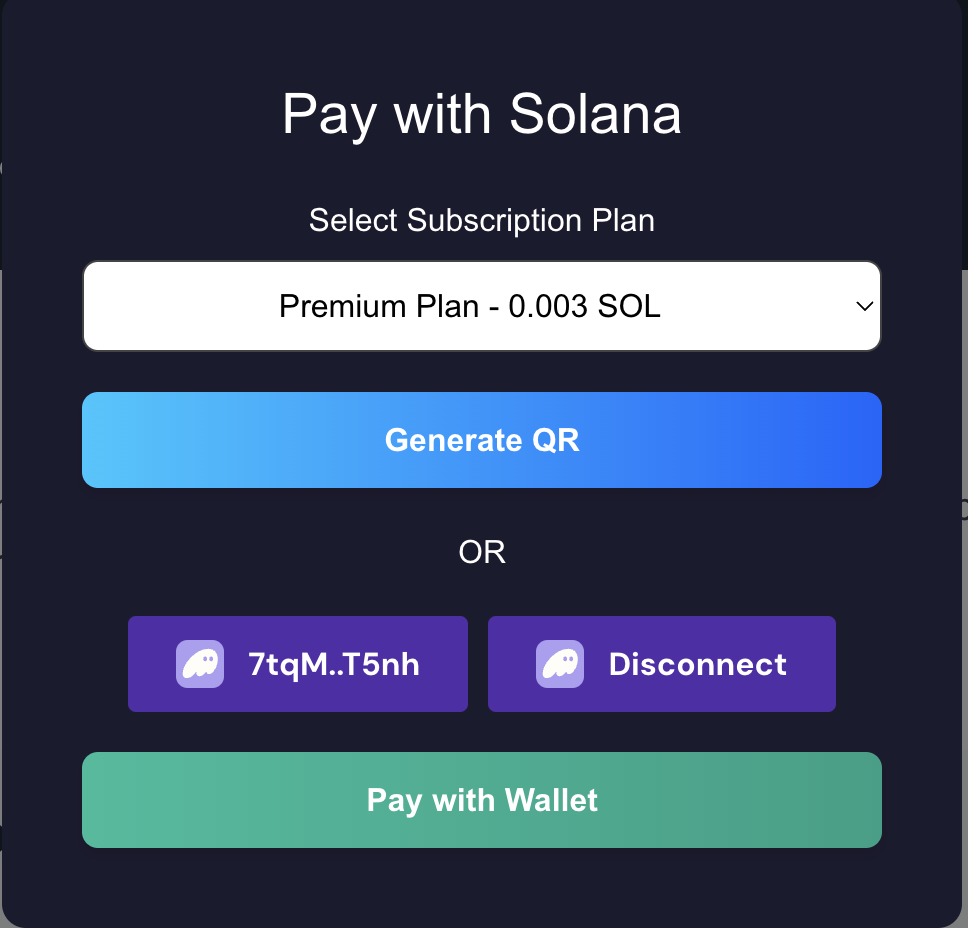 Pay with Solana
Select Subscription Plan
Premium Plan - 0.003 SOL
Generate QR
OR
7tqM..T5nh
Disconnect
Pay with Wallet